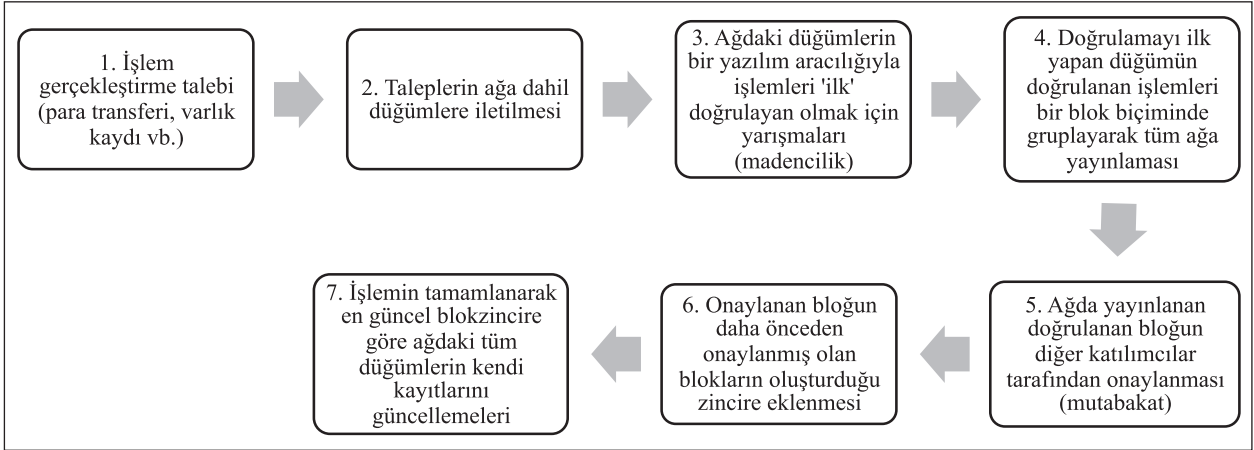 1. İşlem
gerçekleştirme talebi
(para transferi, varlık
kaydı vb.)
2. Taleplerin ağa dahil
düğümlere iletilmesi
3. Ağdaki düğümlerin
bir yazılım aracılığıyla
işlemleri 'ilk'
doğrulayan olmak için
yarışmaları
(madencilik)
4. Doğrulamayı ilk
yapan düğümün
doğrulanan işlemleri
bir blok biçiminde
gruplayarak tüm ağa
yayınlaması
5. Ağda yayınlanan
doğrulanan bloğun
diğer katılımcılar
tarafından onaylanması
(mutabakat)
6. Onaylanan bloğun
daha önceden
onaylanmış olan
blokların oluşturduğu
zincire eklenmesi
7. İşlemin tamamlanarak
en güncel blokzincire
göre ağdaki tüm
düğümlerin kendi
kayıtlarını
güncellemeleri